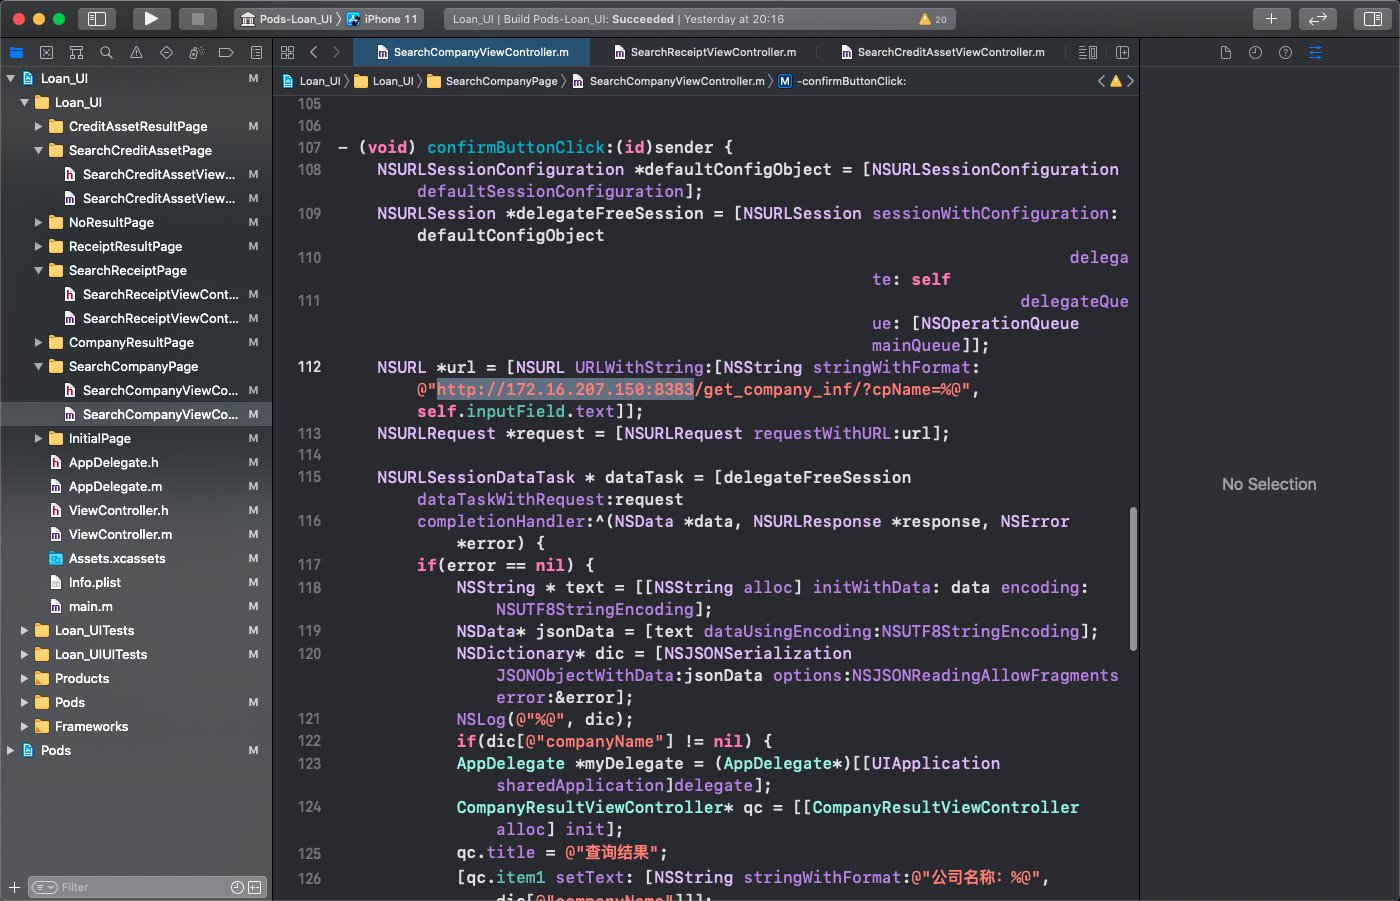 Pods-Loan_UI
iPhone 11
Loan_UI | Build Pods-Loan_UI: Succeeded | Yesterday at 20:16
20
SearchCompanyViewController.m
SearchReceiptViewController.m
SearchCreditAssetViewController.m
Loan_UI
Loan_UI
SearchCompanyPage
SearchCompanyViewController.m
M
-confirmButtonClick:
Loan_UI M
Loan_UI
CreditAssetResultPage M
SearchCreditAssetPage
SearchCreditAssetView... M
SearchCreditAssetView... M
NoResultPage M
ReceiptResultPage M
SearchReceiptPage
SearchReceiptViewCont... M
SearchReceiptViewCont... M
CompanyResultPage M
SearchCompanyPage
SearchCompanyViewCo... M
SearchCompanyViewCo... M
InitialPage M
AppDelegate.h M
AppDelegate.m M
ViewController.h M
ViewController.m M
Assets.xcassets M
Info.plist M
main.m M
Loan_UITests M
Loan_UIUITests M
Products
Pods M
Frameworks
Pods M
Filter
105
106
107 - (void) confirmButtonClick:(id)sender {
108 NSURLSessionConfiguration *defaultConfigObject = [NSURLSessionConfiguration
defaultSessionConfiguration];
109 NSURLSession *delegateFreeSession = [NSURLSession sessionWithConfiguration:
defaultConfigObject
110 delega
te: self
111 delegateQue
ue: [NSOperationQueue
mainQueue]];
112 NSURL *url = [NSURL URLWithString:[NSString stringWithFormat:
@"http://172.16.207.150:8383/get_company_inf/?cpName=%@",
self.inputField.text]];
113 NSURLRequest *request = [NSURLRequest requestWithURL:url];
114
115 NSURLSessionDataTask * dataTask = [delegateFreeSession
dataTaskWithRequest:request
116 completionHandler:^(NSData *data, NSURLResponse *response, NSError
*error) {
117 if(error == nil) {
118 NSString * text = [[NSString alloc] initWithData: data encoding:
NSUTF8StringEncoding];
119 NSData* jsonData = [text dataUsingEncoding:NSUTF8StringEncoding];
120 NSDictionary* dic = [NSJSONSerialization
JSONObjectWithData:jsonData options:NSJSONReadingAllowFragments
error:&error];
121 NSLog(@"%@", dic);
122 if(dic[@"companyName"] != nil) {
123 AppDelegate *myDelegate = (AppDelegate*)[[UIApplication
sharedApplication]delegate];
124 CompanyResultViewController* qc = [[CompanyResultViewController
alloc] init];
125 qc.title = @"查询结果";
126 [qc.item1 setText: [NSString stringWithFormat:@"公司名称: %@",
dic[@"companyName"]]];
No Selection